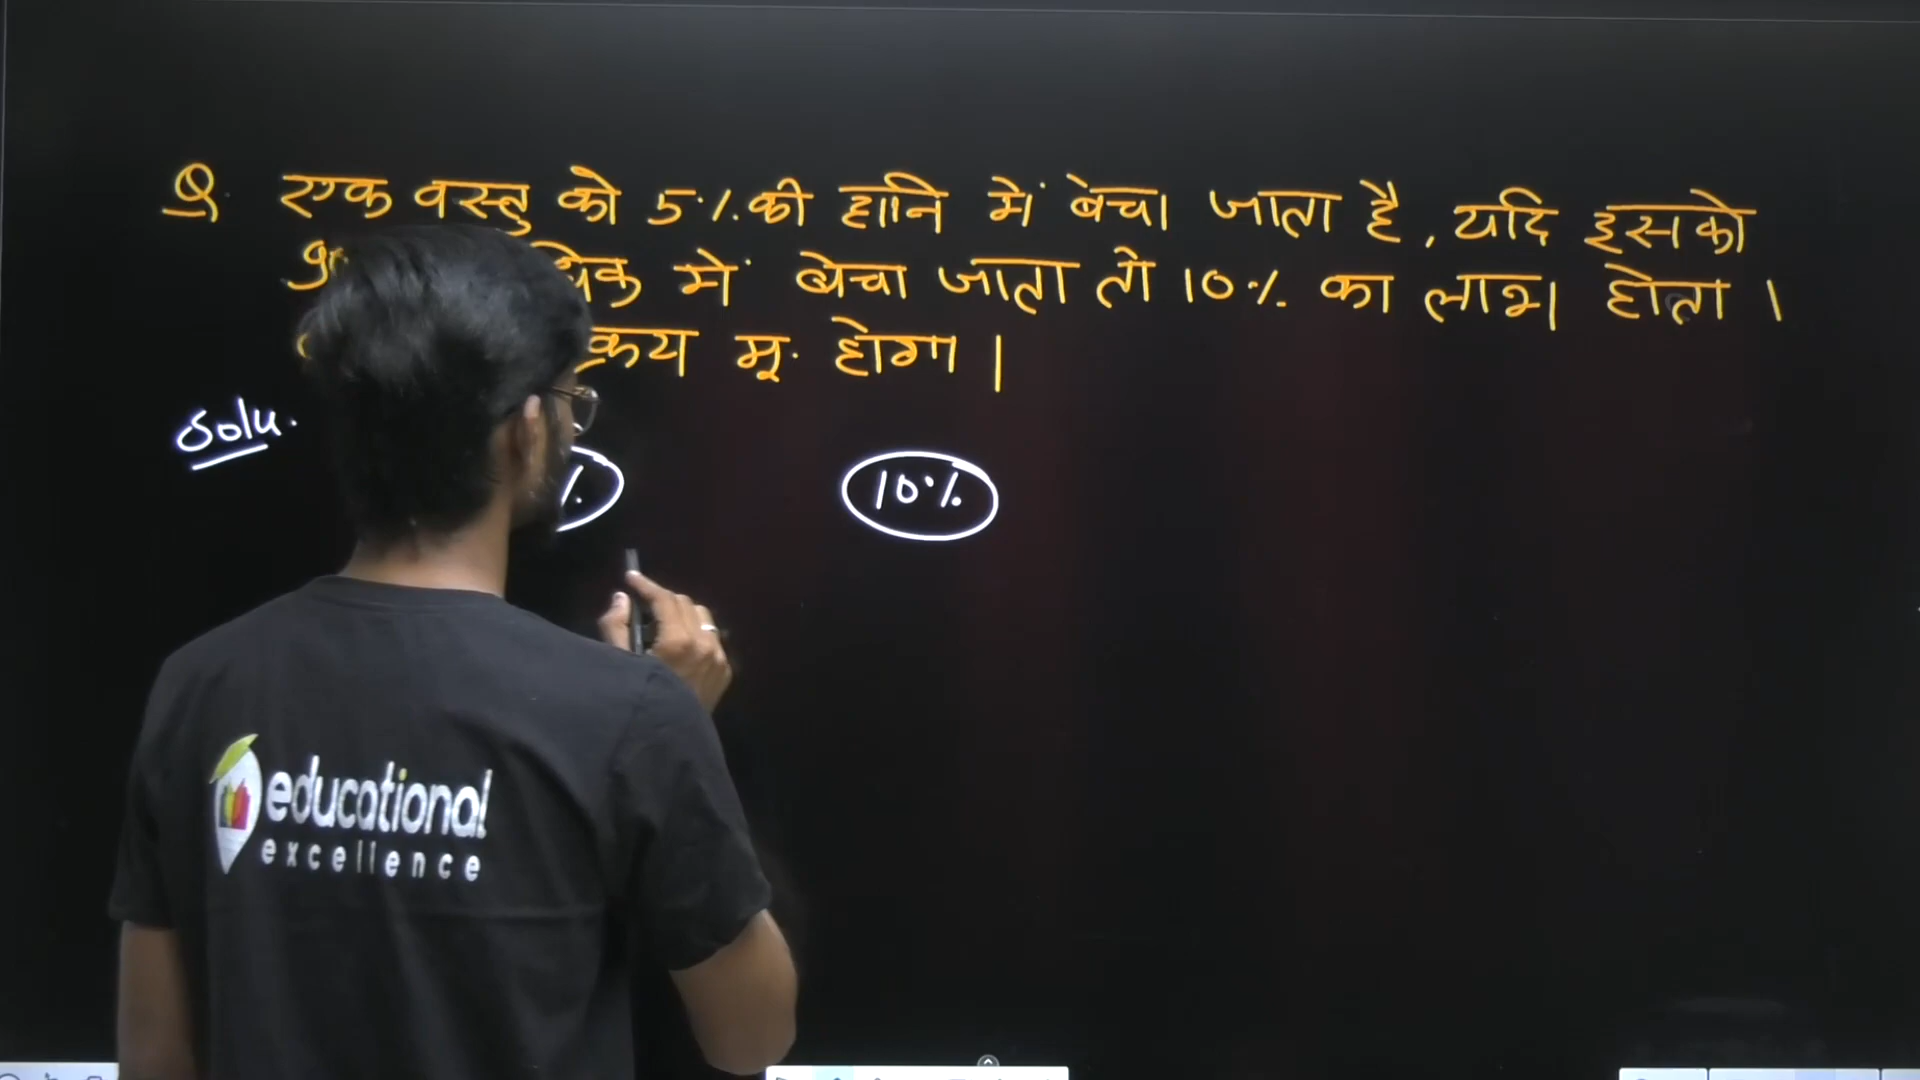 Q. एक वस्तु को 5% की हानि में बेचा जाता है, यदि इसको
में बेचा जाता तो 10% का लाभ होता ।
क्रय मू. होगा ।
Solu.
% 10%
educational
excellence